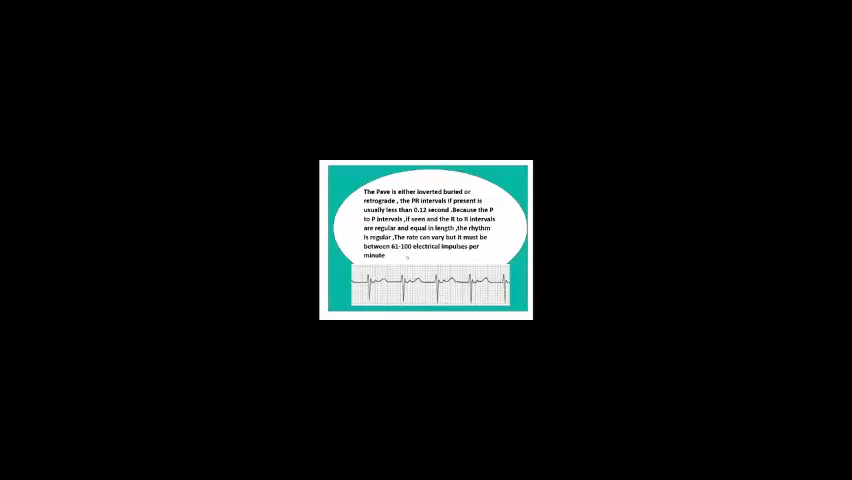 The Pave is either inverted buried or
retrograde , the PR intervals if present is
usually less than 0.12 second .Because the P
to P intervals ,if seen and the R to R intervals
are regular and equal in length ,the rhythm
is regular ,The rate can vary but it must be
between 61-100 electrical impulses per
minute